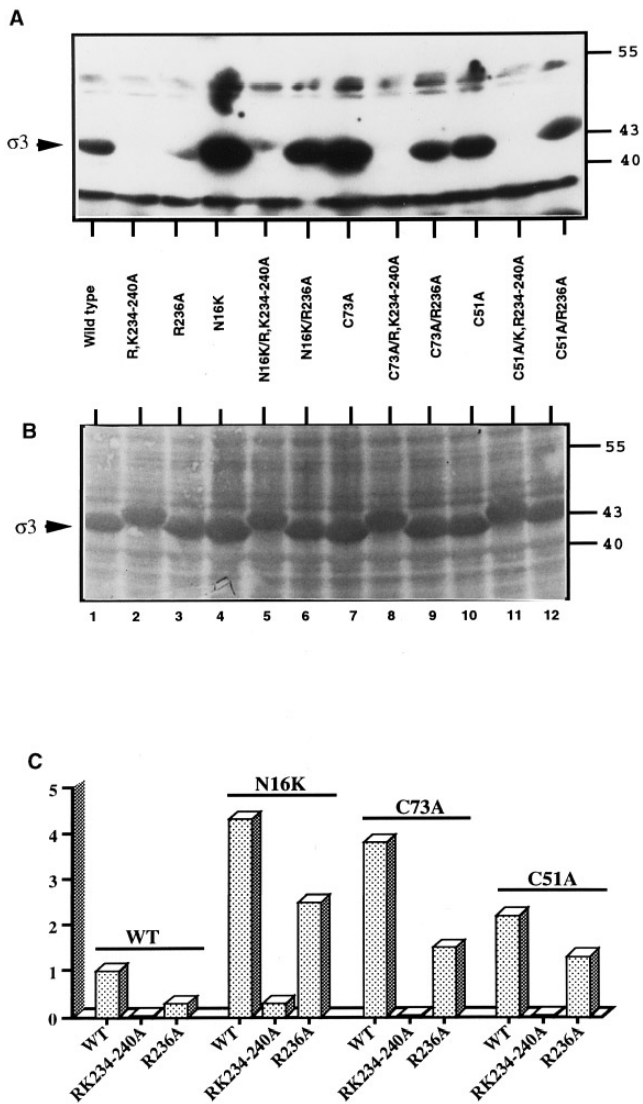 A
55
σ3
43
40
Wild type
R,K234-240A
R236A
N16K
N16K/R,K234-240A
N16K/R236A
C73A
C73A/R,K234-240A
C73A/R236A
C51A
C51A/K,R234-240A
C51A/R236A
B
55
σ3
43
40
1 2 3 4 5 6 7 8 9 10 11 12
C
5
4
3
2
1
0
WT
N16K
C73A
C51A
WT RK234-240A R236A WT RK234-240A R236A WT RK234-240A R236A WT RK234-240A R236A